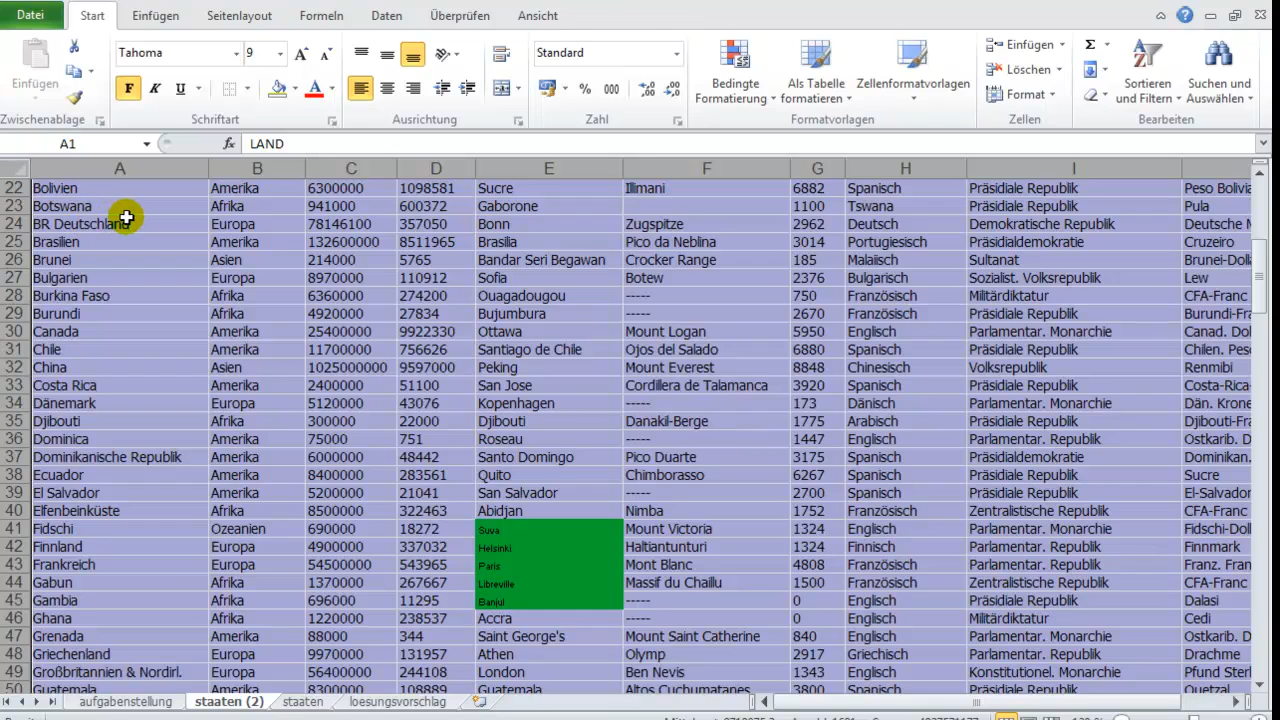 Datei Start Einfügen Seitenlayout Formeln Daten Überprüfen Ansicht
Einfügen Tahoma 9 Standard Bedingte Formatierung Als Tabelle formatieren Zellenformatvorlagen Einfügen Löschen Format Sortieren und Filtern Suchen und Auswählen
F K U % 000
Zwischenablage Schriftart Ausrichtung Zahl Formatvorlagen Zellen Bearbeiten
A1 fx LAND
A B C D E F G H I
22 Bolivien Amerika 6300000 1098581 Sucre Illimani 6882 Spanisch Präsidiale Republik Peso Bolivia
23 Botswana Afrika 941000 600372 Gaborone 1100 Tswana Präsidiale Republik Pula
24 BR Deutschland Europa 78146100 357050 Bonn Zugspitze 2962 Deutsch Demokratische Republik Deutsche M
25 Brasilien Amerika 132600000 8511965 Brasilia Pico da Neblina 3014 Portugiesisch Präsidialdemokratie Cruzeiro
26 Brunei Asien 214000 5765 Bandar Seri Begawan Crocker Range 185 Malaiisch Sultanat Brunei-Dolla
27 Bulgarien Europa 8970000 110912 Sofia Botew 2376 Bulgarisch Sozialist. Volksrepublik Lew
28 Burkina Faso Afrika 6360000 274200 Ouagadougou ----- 750 Französisch Militärdiktatur CFA-Franc
29 Burundi Afrika 4920000 27834 Bujumbura ----- 2670 Französisch Präsidiale Republik Burundi-Fra
30 Canada Amerika 25400000 9922330 Ottawa Mount Logan 5950 Englisch Parlamentar. Monarchie Canad. Dol
31 Chile Amerika 11700000 756626 Santiago de Chile Ojos del Salado 6880 Spanisch Präsidiale Republik Chilen. Pes
32 China Asien 1025000000 9597000 Peking Mount Everest 8848 Chinesisch Volksrepublik Renmibi
33 Costa Rica Amerika 2400000 51100 San Jose Cordillera de Talamanca 3920 Spanisch Präsidiale Republik Costa-Rica-
34 Dänemark Europa 5120000 43076 Kopenhagen ----- 173 Dänisch Parlamentar. Monarchie Dän. Krone
35 Djibouti Afrika 300000 22000 Djibouti Danakil-Berge 1775 Arabisch Präsidiale Republik Djibouti-Fr
36 Dominica Amerika 75000 751 Roseau ----- 1447 Englisch Parlamentar. Republik Ostkarib. D
37 Dominikanische Republik Amerika 6000000 48442 Santo Domingo Pico Duarte 3175 Spanisch Präsidialdemokratie Dominikan.
38 Ecuador Amerika 8400000 283561 Quito Chimborasso 6267 Spanisch Präsidiale Republik Sucre
39 El Salvador Amerika 5200000 21041 San Salvador ----- 2700 Spanisch Präsidiale Republik El-Salvador
40 Elfenbeinküste Afrika 8500000 322463 Abidjan Nimba 1752 Französisch Zentralistische Republik CFA-Franc
41 Fidschi Ozeanien 690000 18272 Suva Mount Victoria 1324 Englisch Parlamentar. Monarchie Fidschi-Doll
42 Finnland Europa 4900000 337032 Helsinki Haltiantunturi 1324 Finnisch Parlamentar. Republik Finnmark
43 Frankreich Europa 54500000 543965 Paris Mont Blanc 4808 Französisch Parlamentar. Republik Franz. Fran
44 Gabun Afrika 1370000 267667 Libreville Massif du Chaillu 1500 Französisch Zentralistische Republik CFA-Franc
45 Gambia Afrika 696000 11295 Banjul ----- 0 Englisch Parlamentar. Republik Dalasi
46 Ghana Afrika 1220000 238537 Accra ----- 0 Englisch Militärdiktatur Cedi
47 Grenada Amerika 88000 344 Saint George's Mount Saint Catherine 840 Englisch Parlamentar. Monarchie Ostkarib. D
48 Griechenland Europa 9970000 131957 Athen Olymp 2917 Griechisch Parlamentar. Republik Drachme
49 Großbritannien & Nordirl. Europa 56400000 244108 London Ben Nevis 1343 Englisch Konstitutionel. Monarchie Pfund Sterl
50 Guatemala Amerika 8300000 108889 Guatemala Altos Cuchumatanes 3800 Spanisch Präsidiale Republik Quetzal
aufgabenstellung staaten (2) staaten loesungsvorschlag